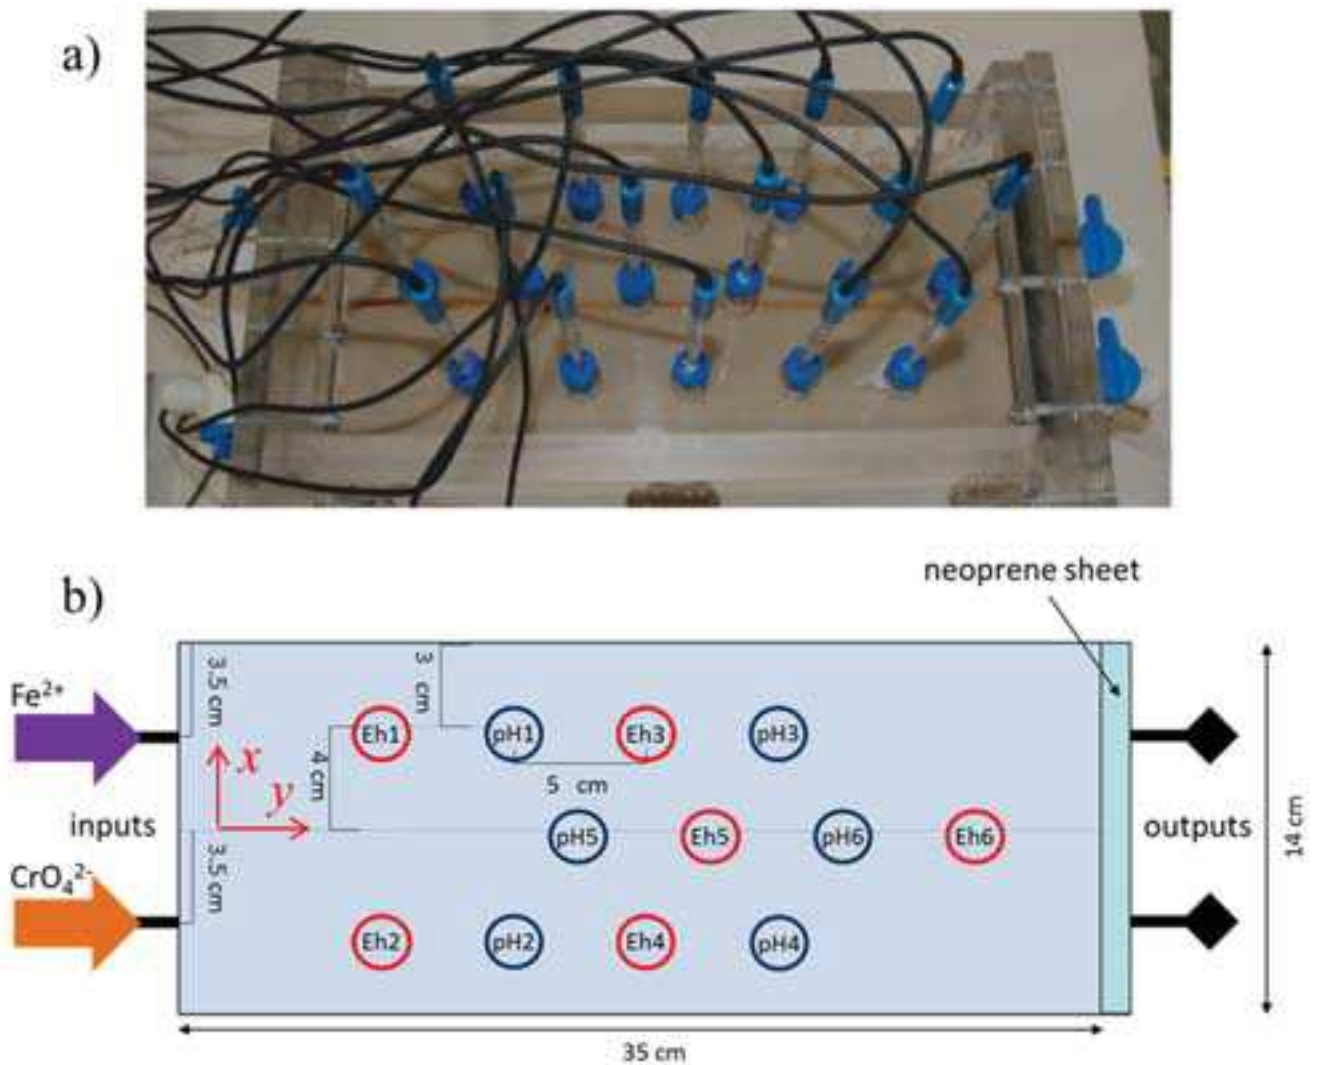 a)
b)
neoprene sheet
3.5 cm
3 cm
Fe²⁺
Eh1
pH1
Eh3
pH3
x
4 cm
y
5 cm
inputs
pH5
Eh5
pH6
Eh6
outputs
14 cm
3.5 cm
CrO₄²⁻
Eh2
pH2
Eh4
pH4
35 cm